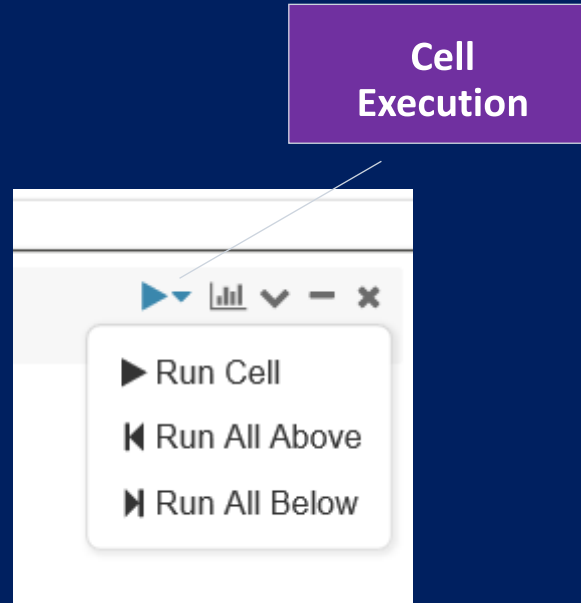 Cell
Execution
Run Cell
Run All Above
Run All Below